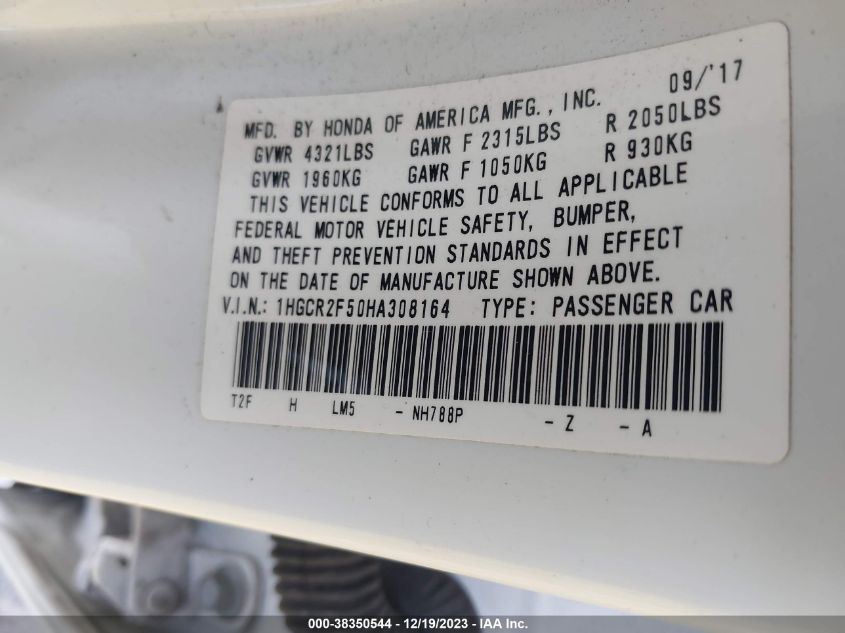 09/'17
MFD. BY HONDA OF AMERICA MFG., INC.
GVWR 4321LBS GAWR F 2315LBS R 2050LBS
GVWR 1960KG GAWR F 1050KG R 930KG
THIS VEHICLE CONFORMS TO ALL APPLICABLE
FEDERAL MOTOR VEHICLE SAFETY, BUMPER,
AND THEFT PREVENTION STANDARDS IN EFFECT
ON THE DATE OF MANUFACTURE SHOWN ABOVE.
V.I.N.: 1HGCR2F50HA308164 TYPE: PASSENGER CAR
T2F H LM5 - NH788P - Z - A
000-38350544 - 12/19/2023 - IAA Inc.